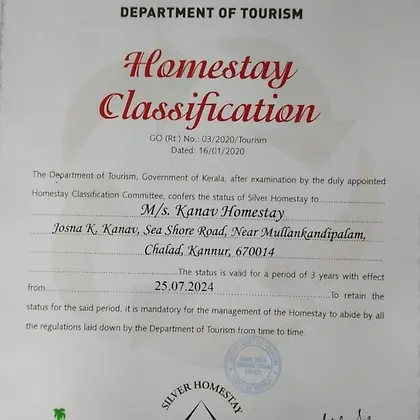 DEPARTMENT OF TOURISM
Homestay
Classification
GO (Rt.) No.: 03/2020/Tourism
Dated: 16/01/2020
The Department of Tourism, Government of Kerala, after examination by the duly appointed
Homestay Classification Committee, confers the status of Silver Homestay to
M/s. Kanav Homestay
Josna K, Kanav, Sea Shore Road, Near Mullankandipalam,
Chalad, Kannur, 670014
The status is valid for a period of 3 years with effect
from 25.07.2024 To retain the
status for the said period, it is mandatory for the management of the Homestay to abide by all
the regulations laid down by the Department of Tourism from time to time.
SILVER HOMESTAY